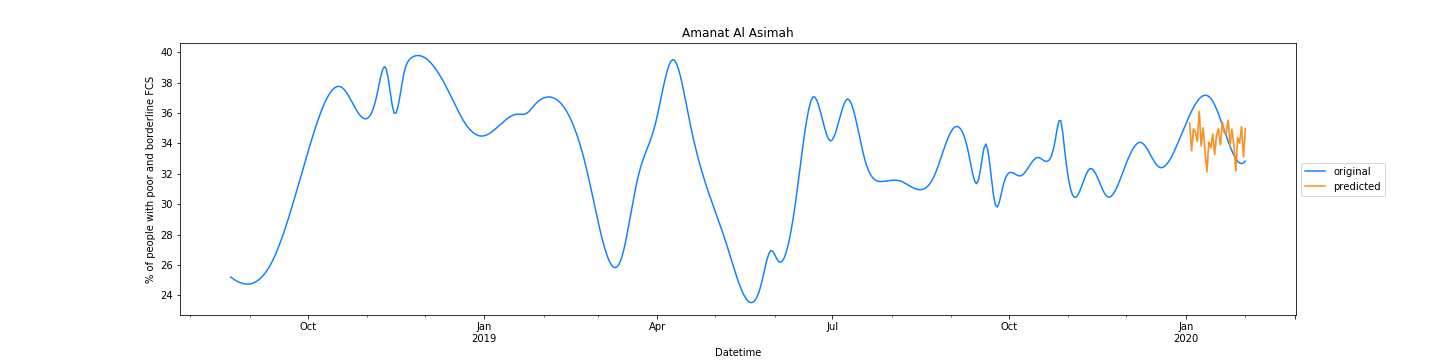 Amanat Al Asimah
% of people with poor and borderline FCS
40
38
36
34
32
30
28
26
24
Oct
Jan
2019
Apr
Jul
Oct
Jan
2020
Datetime
original
predicted